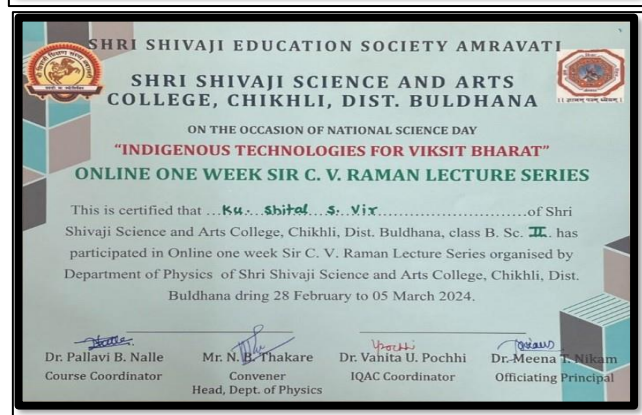 SHRI SHIVAJI EDUCATION SOCIETY AMRAVATI
SHRI SHIVAJI SCIENCE AND ARTS
COLLEGE, CHIKHLI, DIST. BULDHANA
ON THE OCCASION OF NATIONAL SCIENCE DAY
"INDIGENOUS TECHNOLOGIES FOR VIKSIT BHARAT"
ONLINE ONE WEEK SIR C. V. RAMAN LECTURE SERIES
This is certified that ...Ku. Shital S. Vir...of Shri
Shivaji Science and Arts College, Chikhli, Dist. Buldhana, class B. Sc. II. has
participated in Online one week Sir C. V. Raman Lecture Series organised by
Department of Physics of Shri Shivaji Science and Arts College, Chikhli, Dist.
Buldhana dring 28 February to 05 March 2024.
Pochhi
Dr. Pallavi B. Nalle Mr. N. B. Thakare Dr. Vanita U. Pochhi Dr. Meena T. Nikam
Course Coordinator Convener IQAC Coordinator Officiating Principal
Head, Dept. of Physics